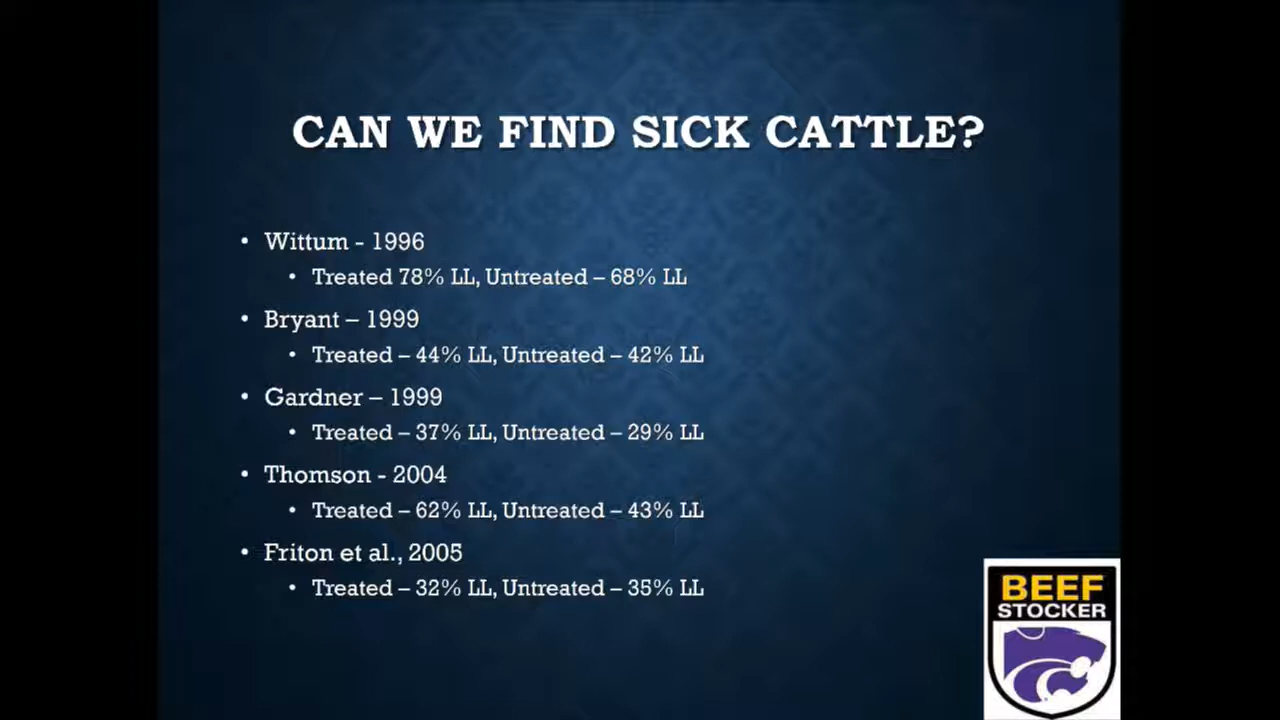 CAN WE FIND SICK CATTLE?
• Wittum - 1996
• Treated 78% LL, Untreated – 68% LL
• Bryant – 1999
• Treated – 44% LL, Untreated – 42% LL
• Gardner – 1999
• Treated – 37% LL, Untreated – 29% LL
• Thomson - 2004
• Treated – 62% LL, Untreated – 43% LL
• Friton et al., 2005
• Treated – 32% LL, Untreated – 35% LL
BEEF
STOCKER